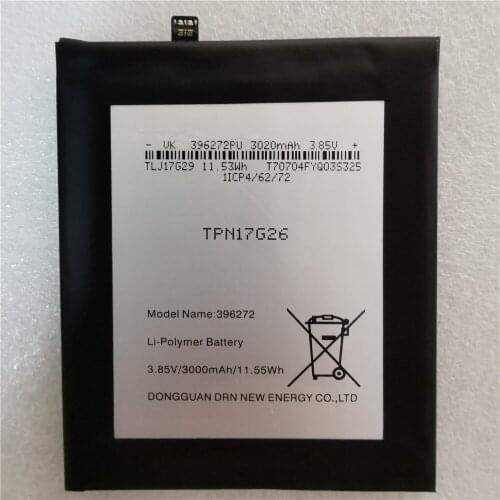 - VK 396272PU 3020mAh 3.85V +
TLJ17G29 11.53Wh T70704FYQ03S325
1ICP4/62/72
TPN17G26
Model Name:396272
Li-Polymer Battery
3.85V/3000mAh/11.55Wh
DONGGUAN DRN NEW ENERGY CO.,LTD